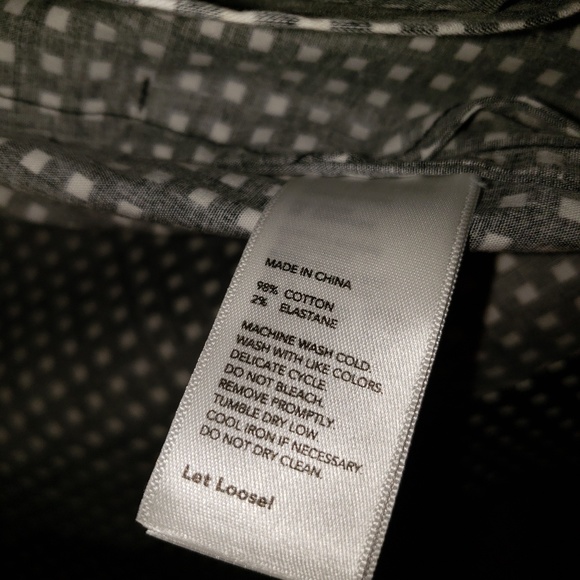 MADE IN CHINA
98% COTTON
2% ELASTANE
MACHINE WASH COLD.
WASH WITH LIKE COLORS.
DELICATE CYCLE.
DO NOT BLEACH.
REMOVE PROMPTLY.
TUMBLE DRY LOW.
COOL IRON IF NECESSARY.
DO NOT DRY CLEAN.
Let Loose!